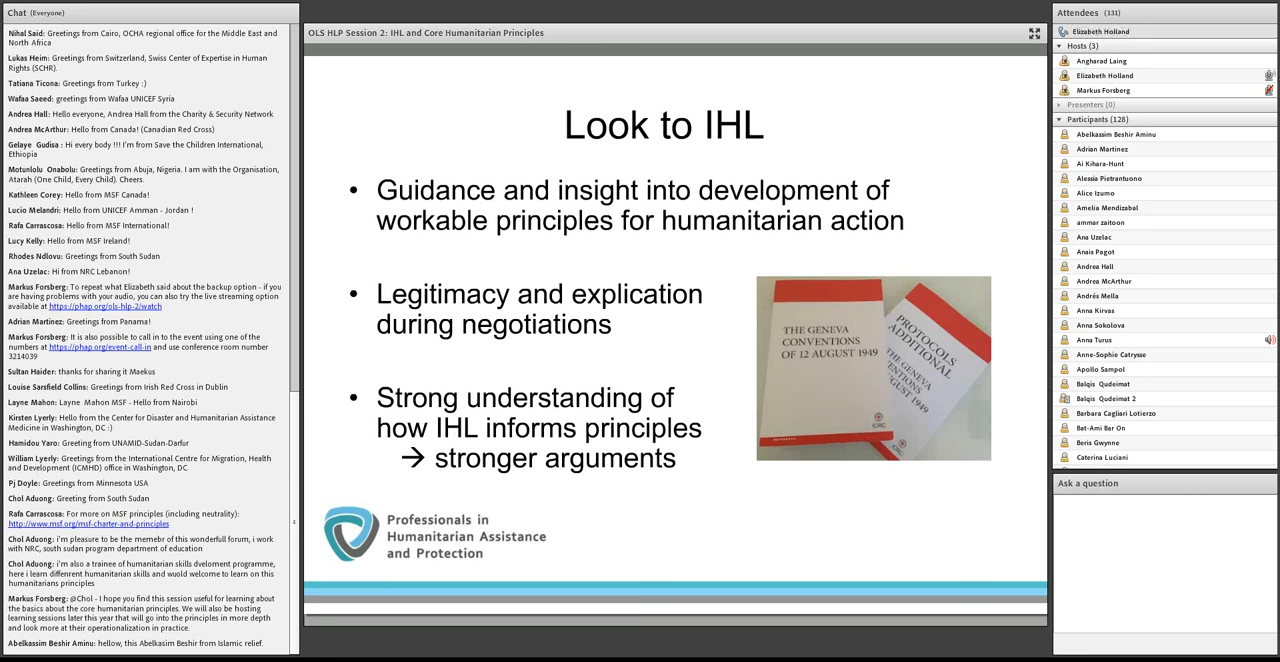 Chat (Everyone)
Nihal Said: Greetings from Cairo, OCHA regional office for the Middle East and
North Africa
Lukas Heim: Greetings from Switzerland, Swiss Center of Expertise in Human
Rights (SCHR).
Tatiana Ticona: Greetings from Turkey :)
Wafaa Saeed: greetings from Wafaa UNICEF Syria
Andrea Hall: Hello everyone, Andrea Hall from the Charity & Security Network
Andrea McArthur: Hello from Canada! (Canadian Red Cross)
Gelaye Gudisa : Hi every body !!! I'm from Save the Children International,
Ethiopia
Motunlolu Onabolu: Greetings from Abuja, Nigeria. I am with the Organisation,
Atarah (One Child, Every Child). Cheers.
Kathleen Corey: Hello from MSF Canada!
Lucio Melandri: Hello from UNICEF Amman - Jordan !
Rafa Carrascosa: Hello from MSF International!
Lucy Kelly: Hello from MSF Ireland!
Rhodes Ndlovu: Greetings from South Sudan
Ana Uzelac: Hi from NRC Lebanon!
Markus Forsberg: To repeat what Elizabeth said about the backup option - if you
are having problems with your audio, you can also try the live streaming option
available at https://phap.org/ols-hlp-2/watch
Adrian Martinez: Greetings from Panama!
Markus Forsberg: It is also possible to call in to the event using one of the
numbers at https://phap.org/event-call-in and use conference room number
3214039
Sultan Haider: thanks for sharing it Maekus
Louise Sarsfield Collins: Greetings from Irish Red Cross in Dublin
Layne Mahon: Layne Mahon MSF - Hello from Nairobi
Kirsten Lyerly: Hello from the Center for Disaster and Humanitarian Assistance
Medicine in Washington, DC :)
Hamidou Yaro: Greeting from UNAMID-Sudan-Darfur
William Lyerly: Greetings from the International Centre for Migration, Health
and Development (ICMHD) office in Washington, DC
Pj Doyle: Greetings from Minnesota USA
Chol Aduong: Greeting from South Sudan
Rafa Carrascosa: For more on MSF principles (including neutrality):
http://www.msf.org/msf-charter-and-principles
Chol Aduong: i'm pleasure to be the memebr of this wonderful forum, i work
with NRC, south sudan program department of education
Chol Aduong: i'm also a trainee of humanitarian skills dveloment programme,
here i learn diffenrent humanitarian skills and wuold welcome to learn on this
humanitarians principles
Markus Forsberg: @Chol - I hope you find this session useful for learning about
the basics about the core humanitarian principles. We will also be hosting
learning sessions later this year that will go into the principles in more depth
and look more at their operationalization in practice.
Abelkassim Beshir Aminu: hellow, this Abelkasim Beshir from Islamic relief.
OLS HLP Session 2: IHL and Core Humanitarian Principles
Look to IHL
• Guidance and insight into development of
workable principles for humanitarian action
• Legitimacy and explication
during negotiations
• Strong understanding of
how IHL informs principles
→ stronger arguments
THE GENEVA
CONVENTIONS
OF 12 AUGUST 1949
PROTOCOLS
ADDITIONAL
ICRC
ICRC
Professionals in
Humanitarian Assistance
and Protection
Attendees (131)
Elizabeth Holland
Hosts (3)
Angharad Laing
Elizabeth Holland
Markus Forsberg
Presenters (0)
Participants (128)
Abelkassim Beshir Aminu
Adrian Martinez
Ai Kihara-Hunt
Alessia Pietrantuono
Alice Izumo
Amelia Mendizabal
ammar zaitoon
Ana Uzelac
Anais Pagot
Andrea Hall
Andrea McArthur
Andrés Mella
Anna Kirvas
Anna Sokolova
Anna Turus
Anne-Sophie Catrysse
Apollo Sampol
Balqis Qudeimat
Balqis Qudeimat 2
Barbara Cagliari Lotierzo
Bat-Ami Bar On
Beris Gwynne
Caterina Luciani
Ask a question